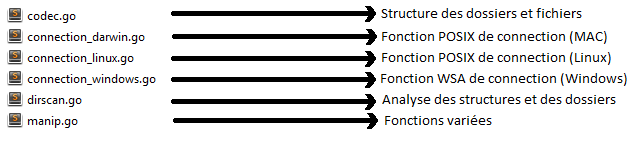 codec.go Structure des dossiers et fichiers
connection_darwin.go Fonction POSIX de connection (MAC)
connection_linux.go Fonction POSIX de connection (Linux)
connection_windows.go Fonction WSA de connection (Windows)
dirscan.go Analyse des structures et des dossiers
manip.go Fonctions variées